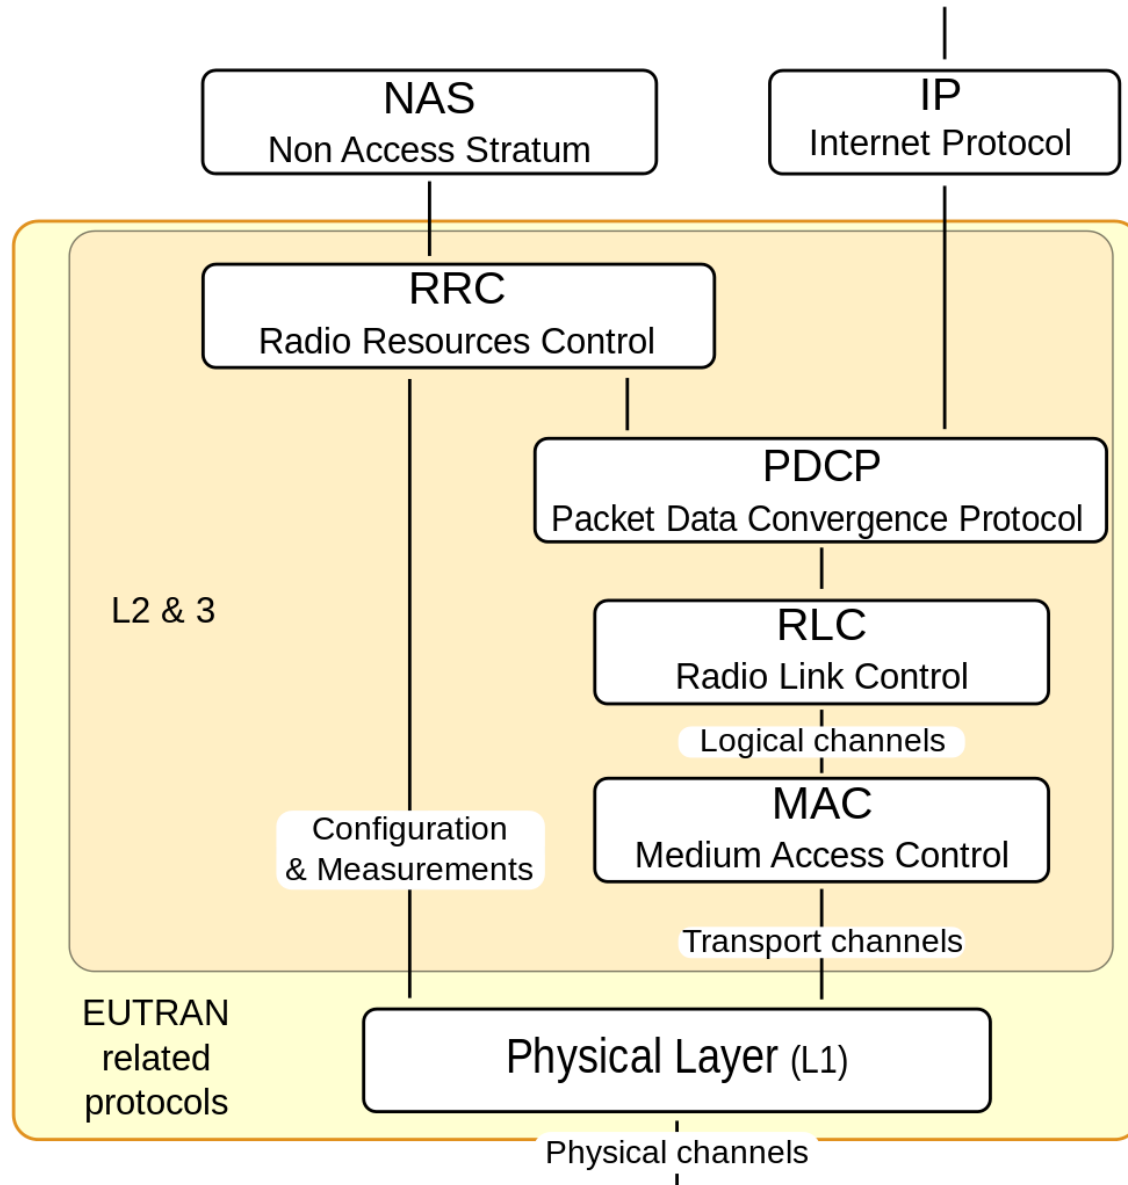 NAS
Non Access Stratum
IP
Internet Protocol
RRC
Radio Resources Control
PDCP
Packet Data Convergence Protocol
L2 & 3
RLC
Radio Link Control
Logical channels
MAC
Medium Access Control
Configuration
& Measurements
Transport channels
EUTRAN
related
protocols
Physical Layer (L1)
Physical channels